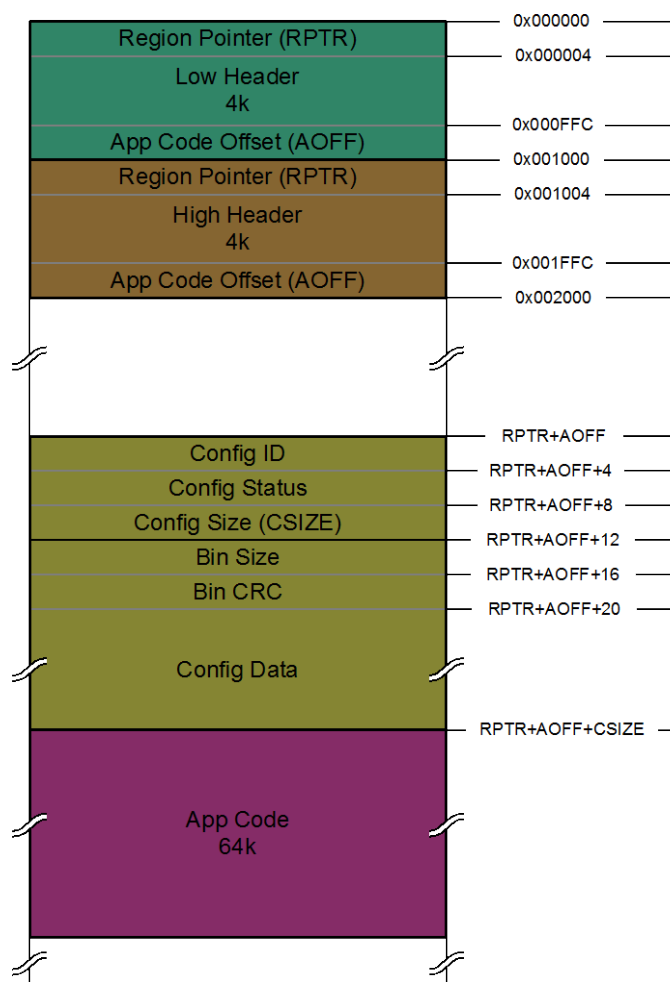 0x000000
Region Pointer (RPTR)
0x000004
Low Header
4k
0x000FFC
App Code Offset (AOFF)
0x001000
Region Pointer (RPTR)
0x001004
High Header
4k
0x001FFC
App Code Offset (AOFF)
0x002000
RPTR+AOFF
Config ID
RPTR+AOFF+4
Config Status
RPTR+AOFF+8
Config Size (CSIZE)
RPTR+AOFF+12
Bin Size
RPTR+AOFF+16
Bin CRC
RPTR+AOFF+20
Config Data
RPTR+AOFF+CSIZE
App Code
64k